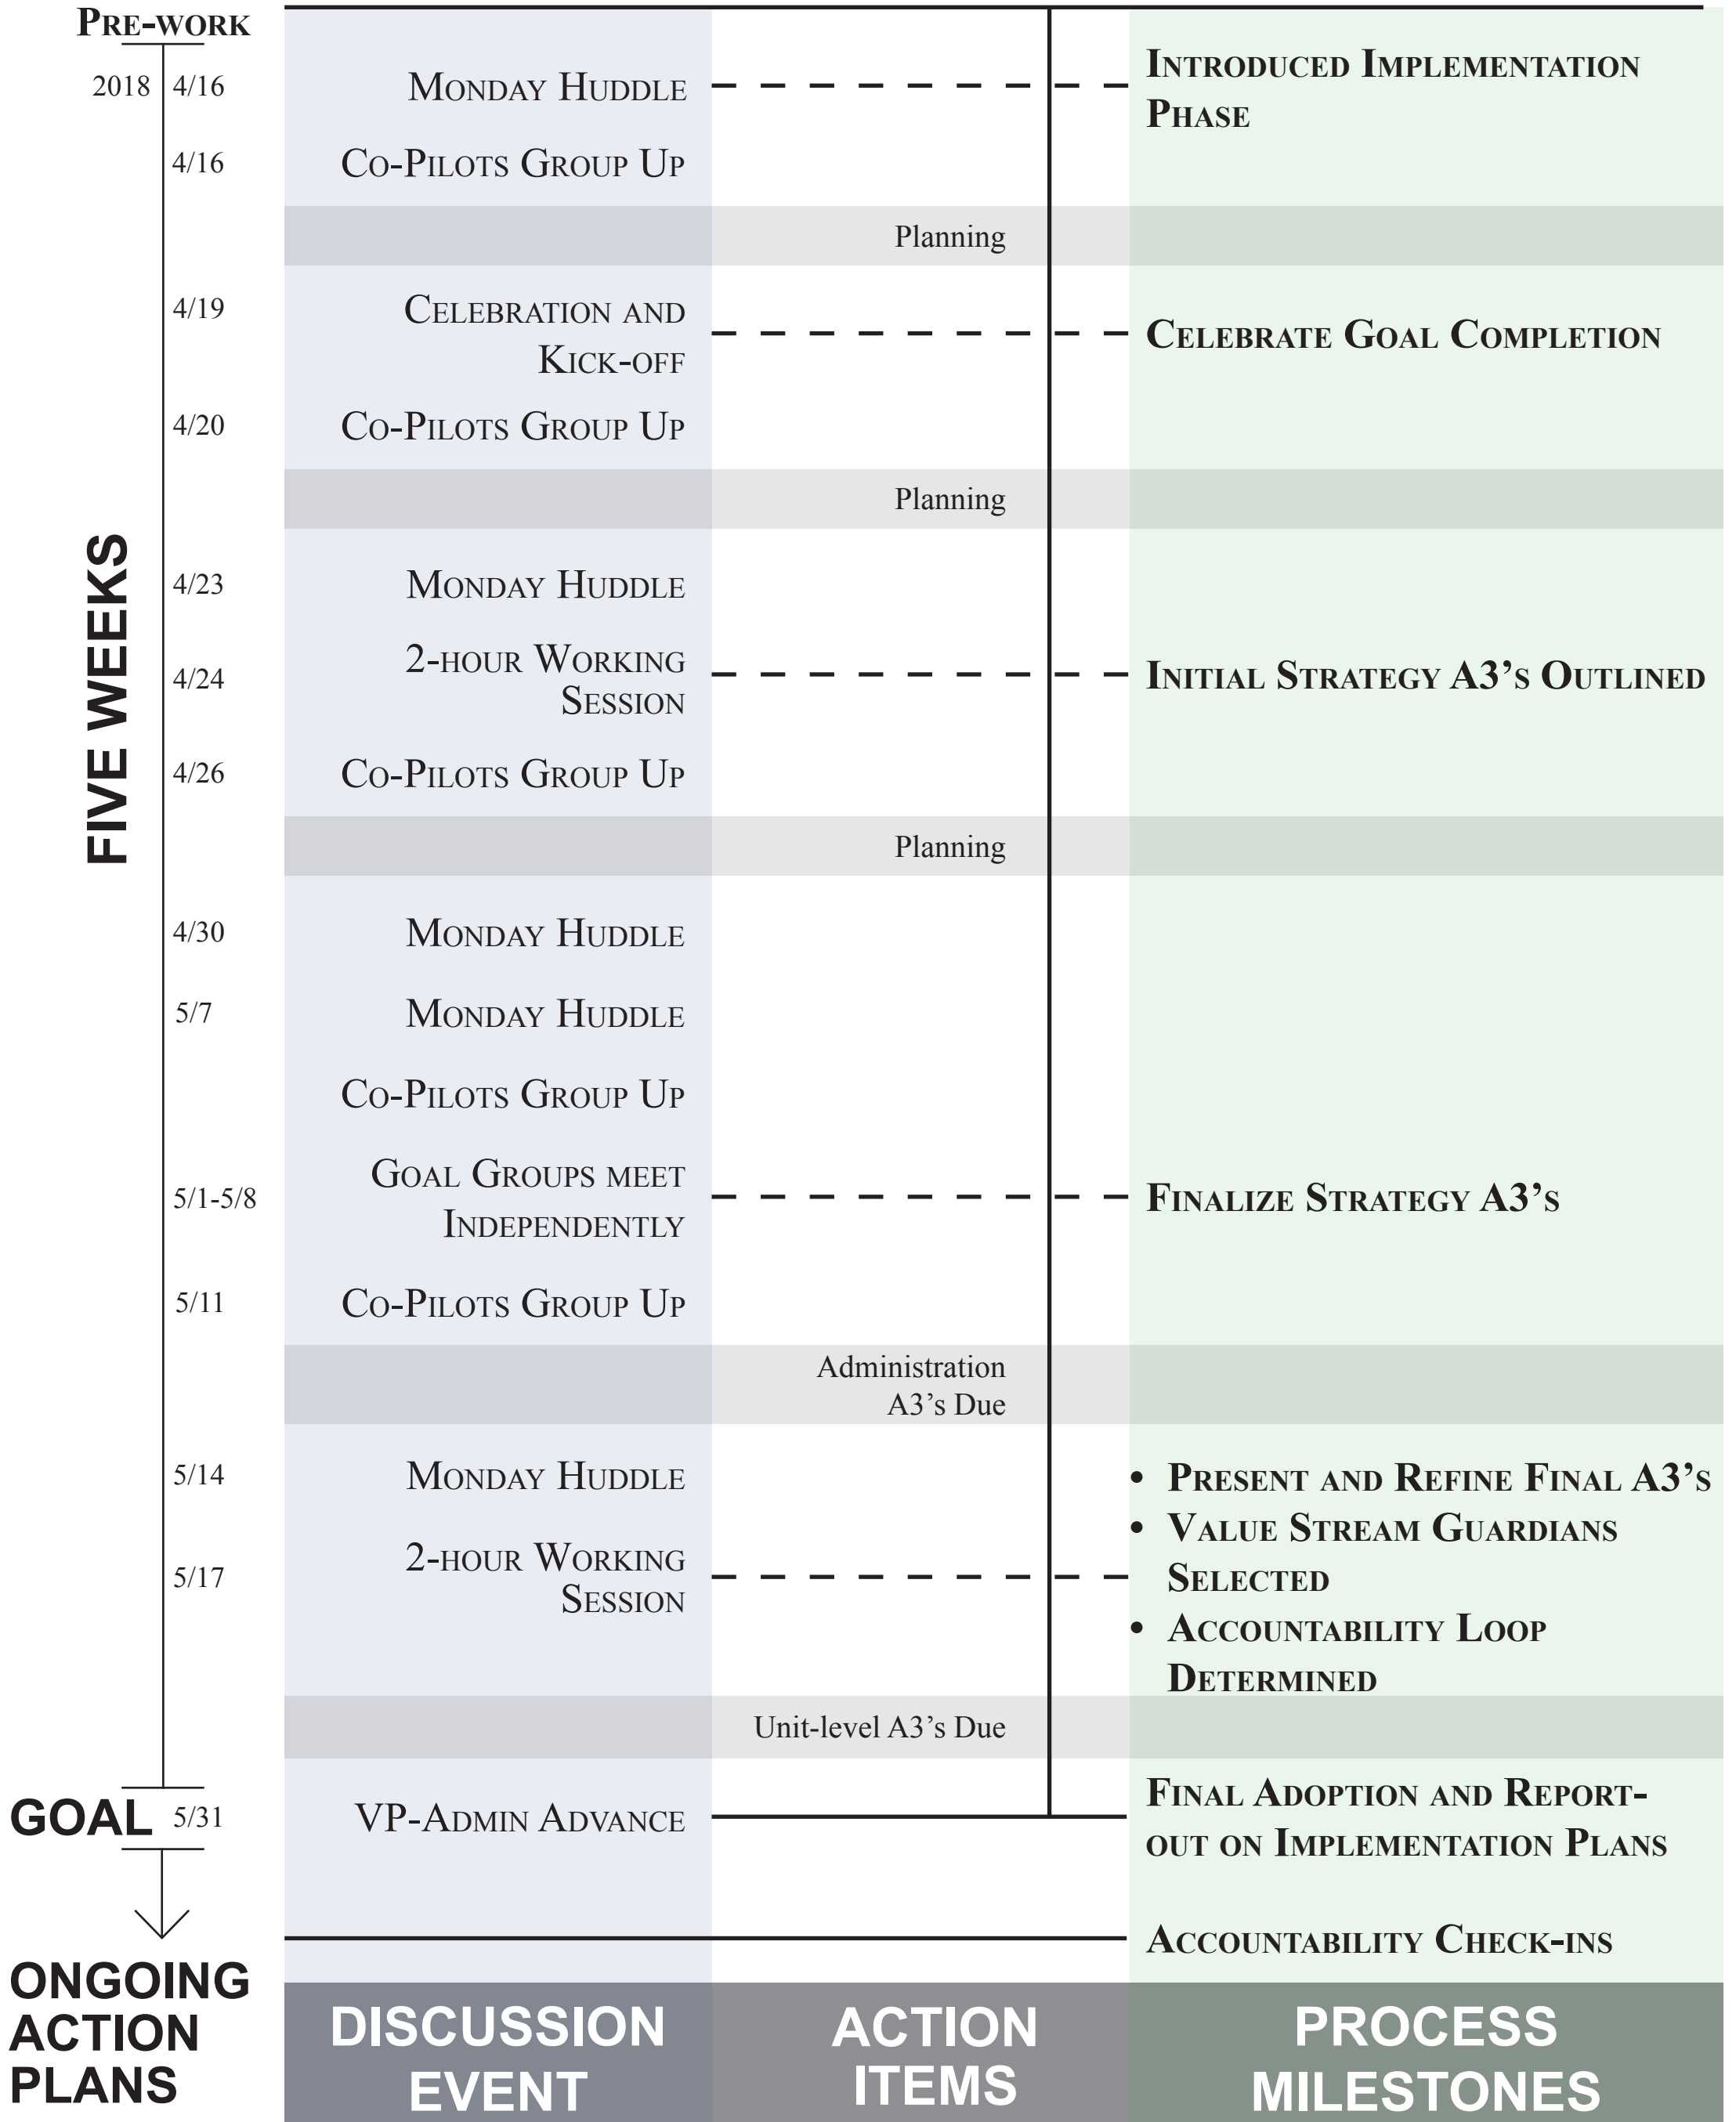 Pre-work
2018 4/16 Monday Huddle Introduced Implementation
Phase
4/16 Co-Pilots Group Up
Planning
4/19 Celebration and
Kick-off
Celebrate Goal Completion
4/20 Co-Pilots Group Up
Planning
FIVE WEEKS
4/23 Monday Huddle
4/24 2-hour Working
Session
Initial Strategy A3’s Outlined
4/26 Co-Pilots Group Up
Planning
4/30 Monday Huddle
5/7 Monday Huddle
Co-Pilots Group Up
5/1-5/8 Goal Groups meet
Independently
Finalize Strategy A3’s
5/11 Co-Pilots Group Up
Administration
A3’s Due
5/14 Monday Huddle
5/17 2-hour Working
Session
• Present and Refine Final A3’s
• Value Stream Guardians
Selected
• Accountability Loop
Determined
Unit-level A3’s Due
GOAL 5/31 VP-Admin Advance
Final Adoption and Report-
out on Implementation Plans
Accountability Check-ins
ONGOING
ACTION
PLANS
DISCUSSION
EVENT
ACTION
ITEMS
PROCESS
MILESTONES